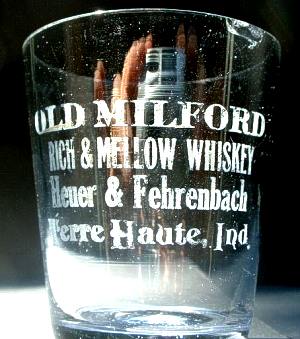 OLD MILFORD
RICH & MELLOW WHISKEY
Heuer & Fehrenbach
Terre Haute, Ind.